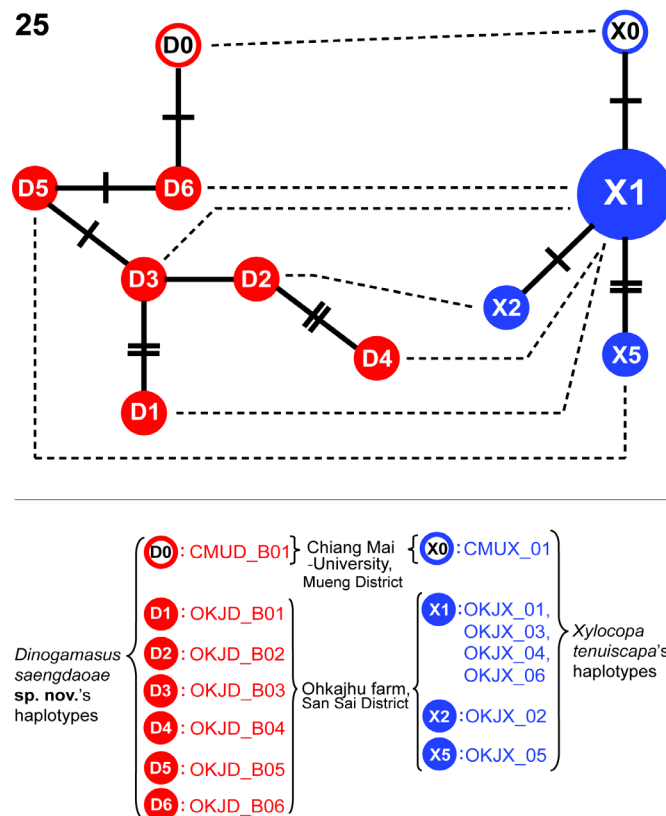 25
D0
X0
D5
D6
X1
D3
D2
X2
D4
X5
D1
D0 : CMUD_B01
Chiang Mai
-University,
Mueng District
X0 : CMUX_01
D1 : OKJD_B01
D2 : OKJD_B02
D3 : OKJD_B03
D4 : OKJD_B04
D5 : OKJD_B05
D6 : OKJD_B06
Dinogamasus
saengdaoae
sp. nov.'s
haplotypes
Ohkajhu farm,
San Sai District
X1 : OKJX_01,
OKJX_03,
OKJX_04,
OKJX_06
X2 : OKJX_02
X5 : OKJX_05
Xylocopa
tenuiscapa's
haplotypes